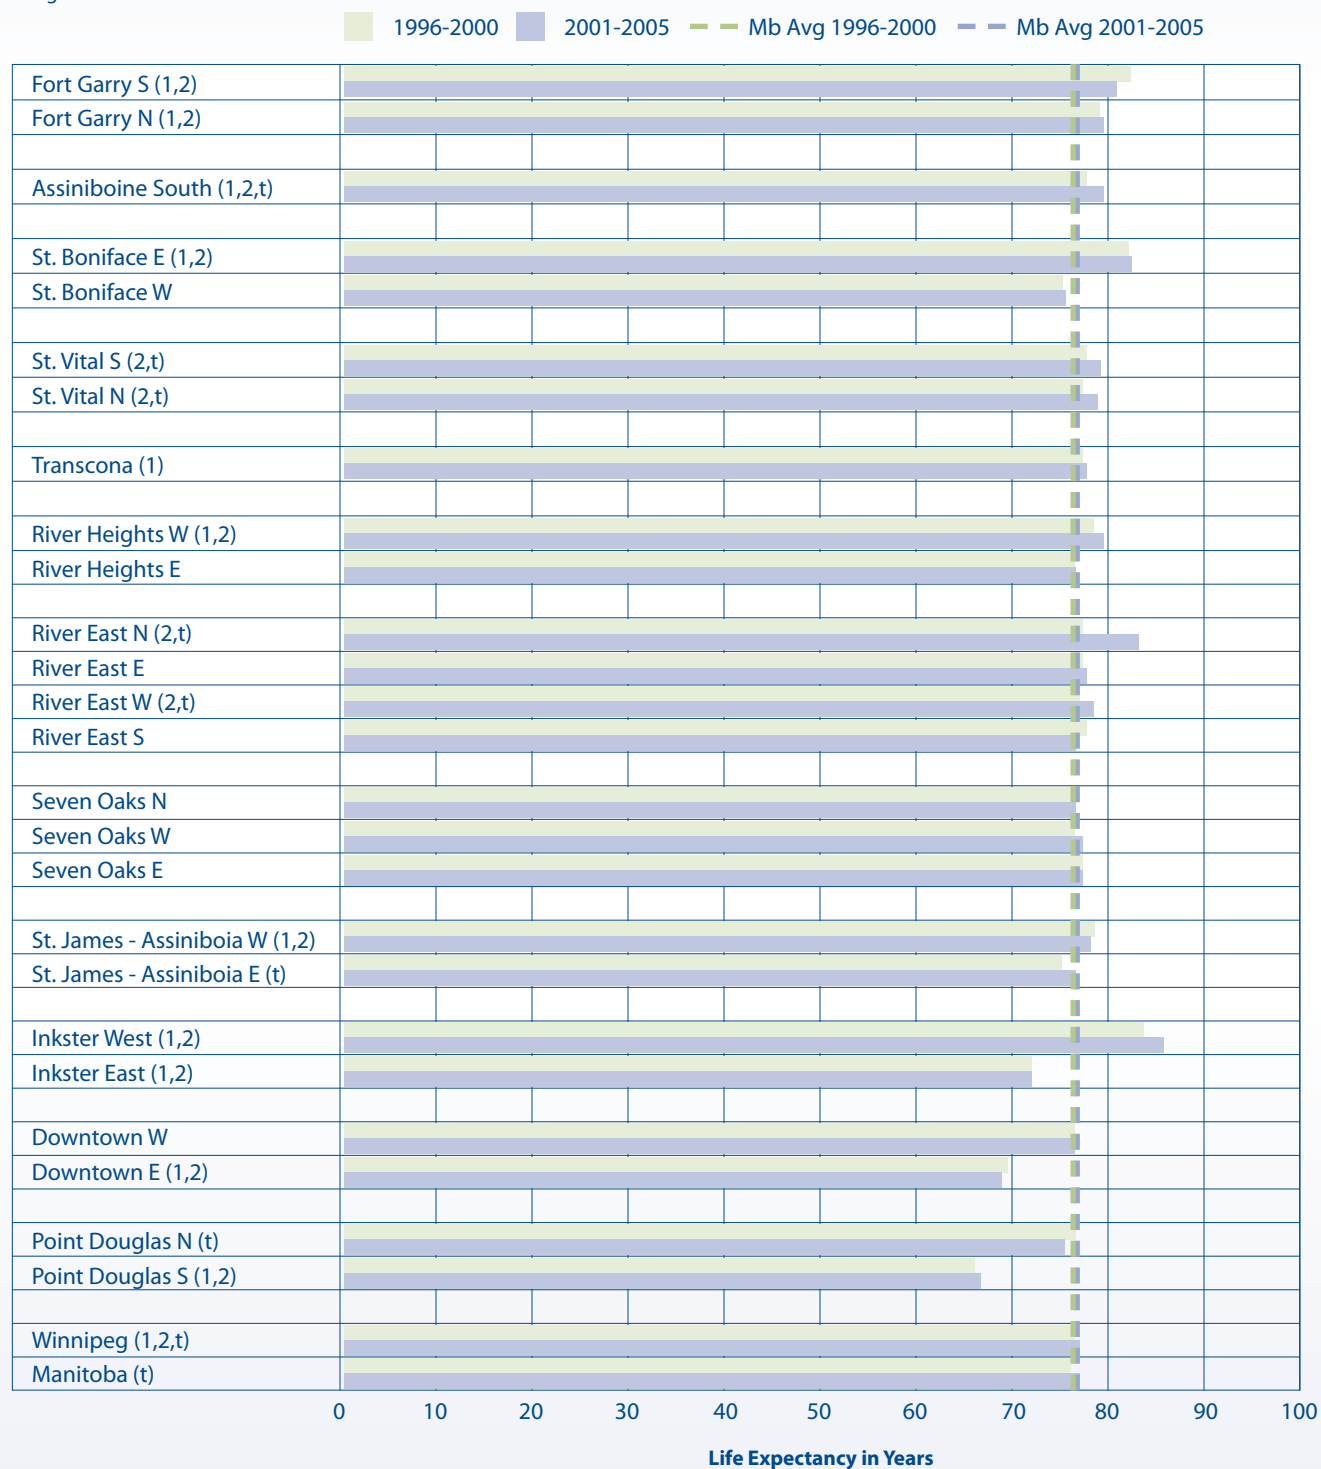 1996-2000 2001-2005 Mb Avg 1996-2000 Mb Avg 2001-2005
Fort Garry S (1,2)
Fort Garry N (1,2)
Assiniboine South (1,2,t)
St. Boniface E (1,2)
St. Boniface W
St. Vital S (2,t)
St. Vital N (2,t)
Transcona (1)
River Heights W (1,2)
River Heights E
River East N (2,t)
River East E
River East W (2,t)
River East S
Seven Oaks N
Seven Oaks W
Seven Oaks E
St. James - Assiniboia W (1,2)
St. James - Assiniboia E (t)
Inkster West (1,2)
Inkster East (1,2)
Downtown W
Downtown E (1,2)
Point Douglas N (t)
Point Douglas S (1,2)
Winnipeg (1,2,t)
Manitoba (t)
0 10 20 30 40 50 60 70 80 90 100
Life Expectancy in Years